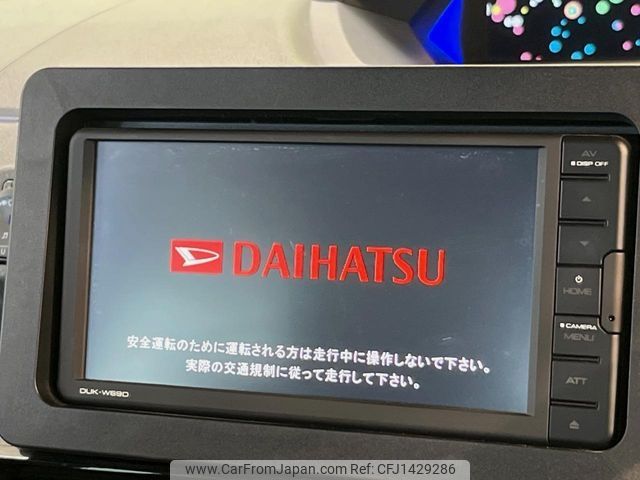 AV
DISP OFF
DAIHATSU
HOME
CAMERA
MENU
安全運転のために運転される方は走行中に操作しないで下さい。
実際の交通規制に従って走行して下さい。
ATT
DUK-W69D
U
www.CarFromJapan.com | Ref. No: CFJ1429286